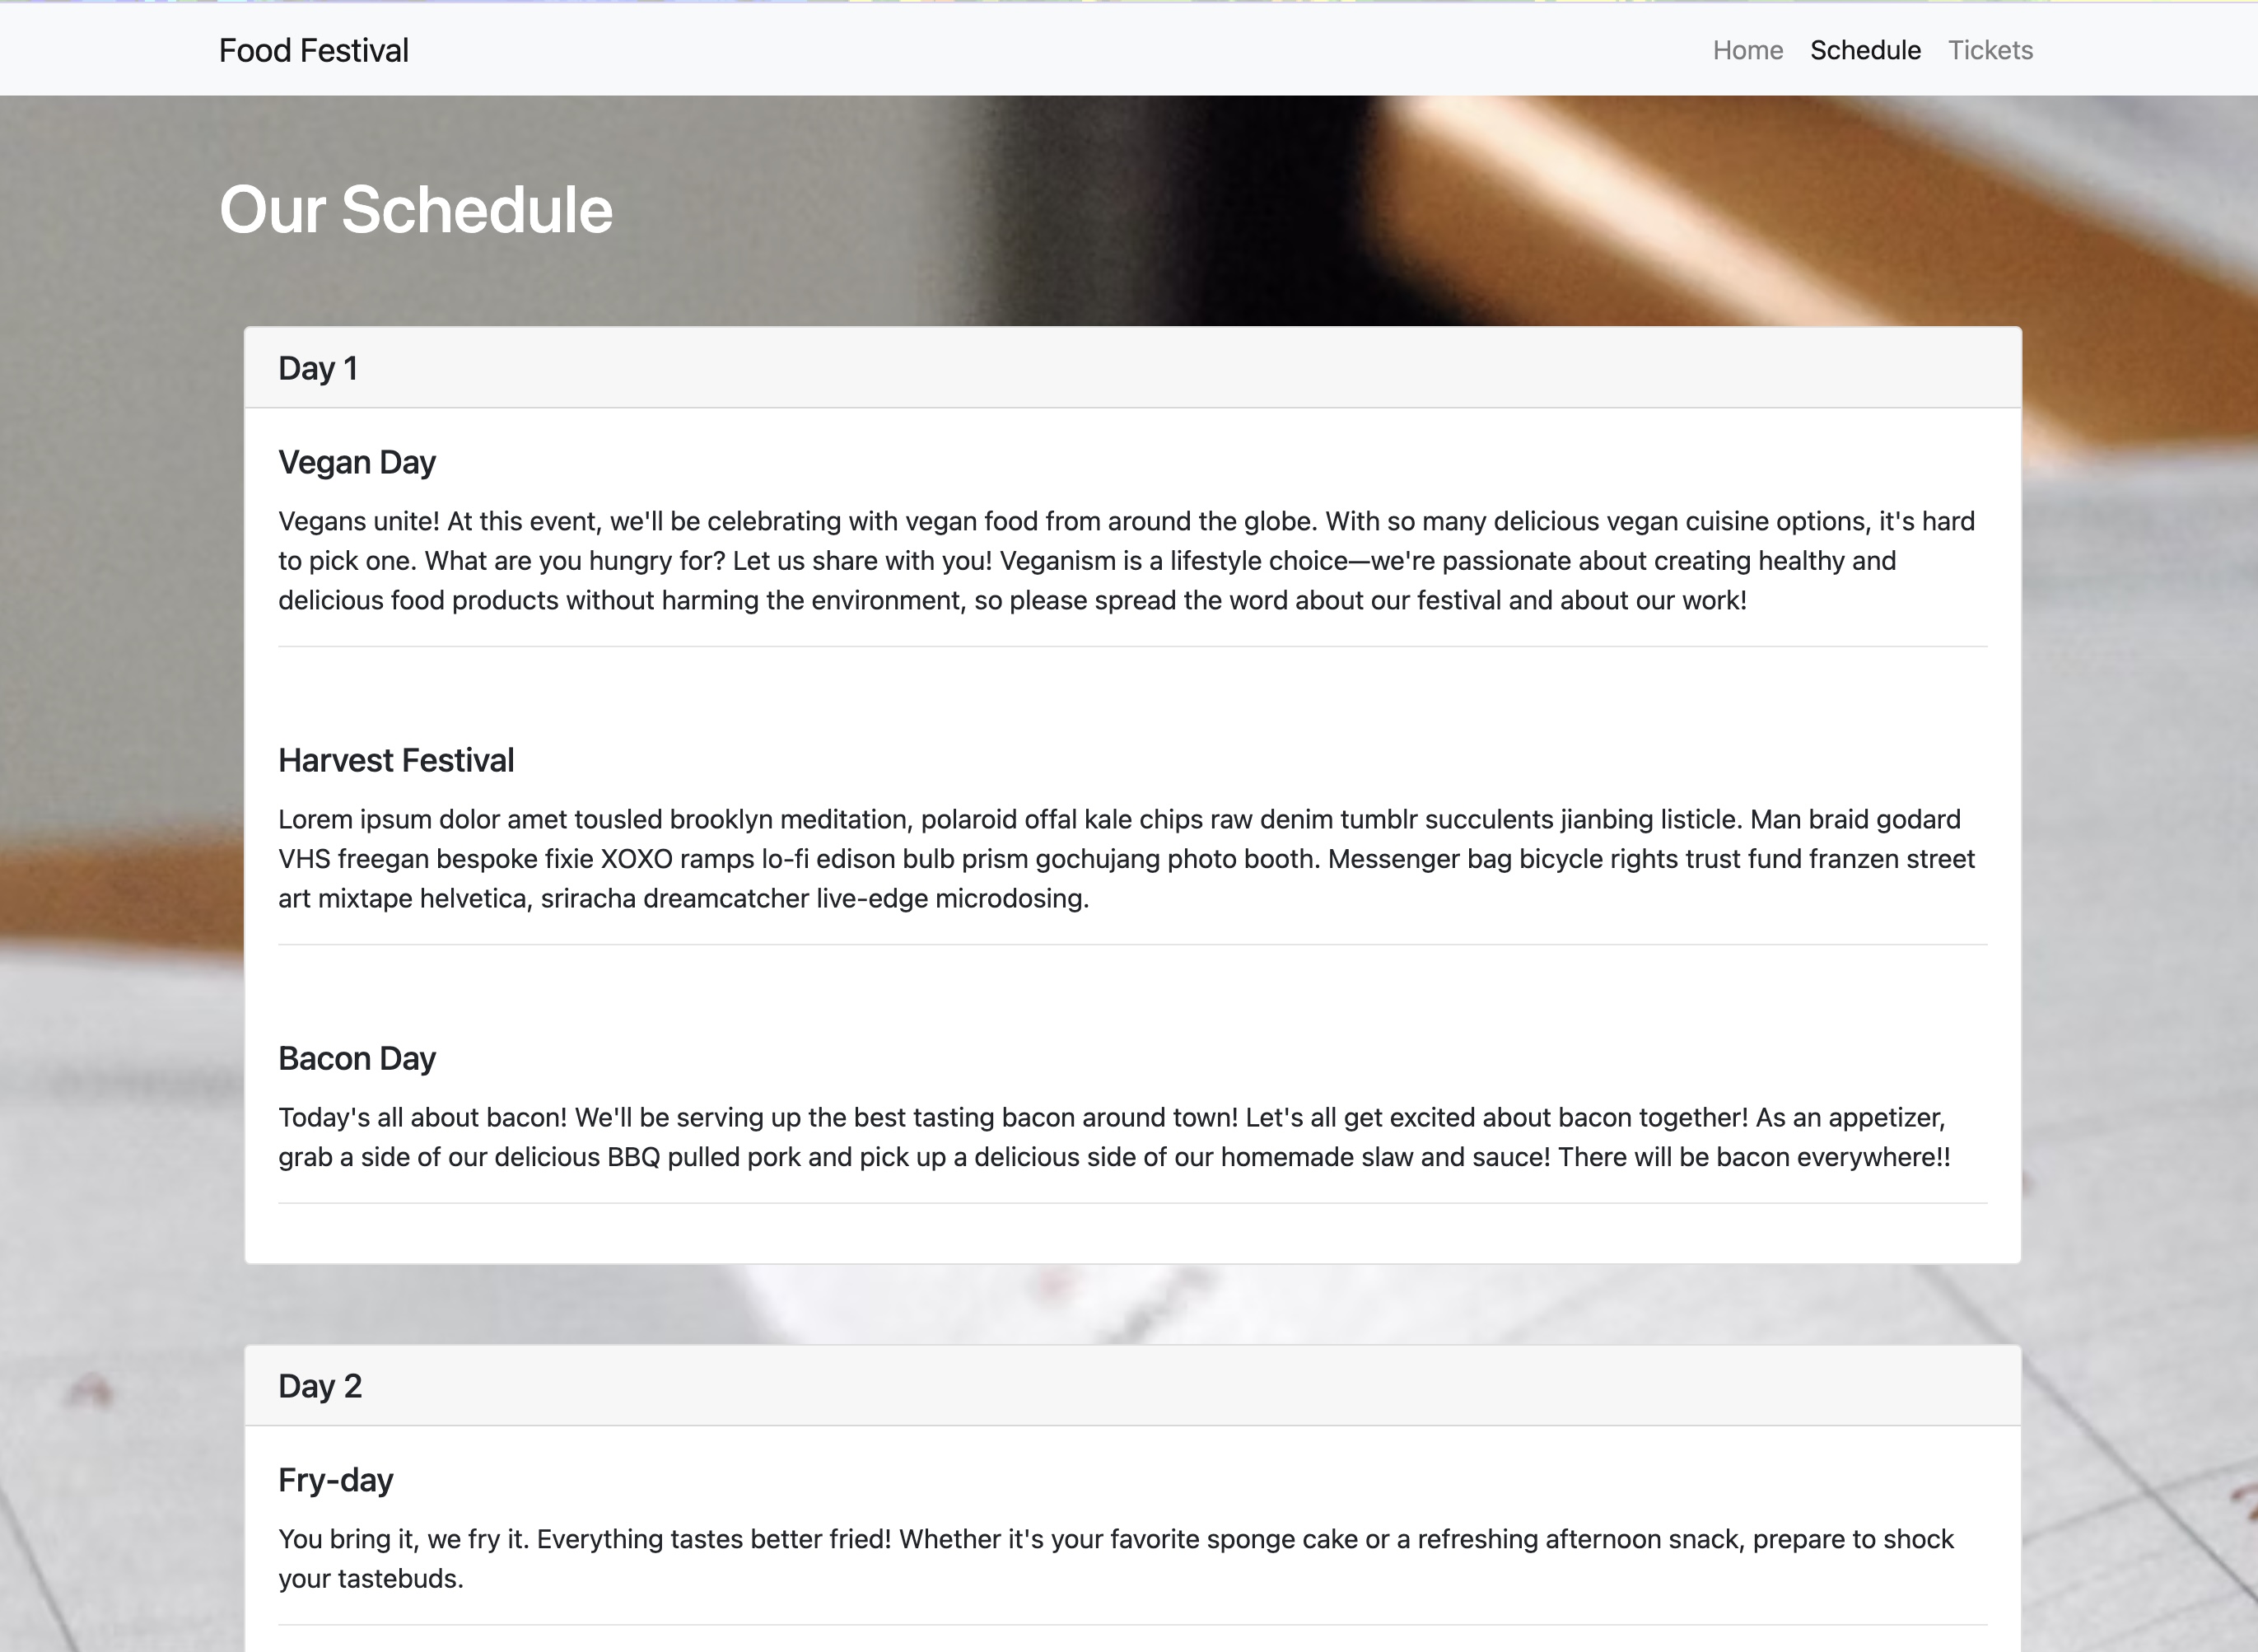 Food Festival
Home Schedule Tickets
Our Schedule
Day 1
Vegan Day
Vegans unite! At this event, we'll be celebrating with vegan food from around the globe. With so many delicious vegan cuisine options, it's hard
to pick one. What are you hungry for? Let us share with you! Veganism is a lifestyle choice—we're passionate about creating healthy and
delicious food products without harming the environment, so please spread the word about our festival and about our work!
Harvest Festival
Lorem ipsum dolor amet tousled brooklyn meditation, polaroid offal kale chips raw denim tumblr succulents jianbing listicle. Man braid godard
VHS freegan bespoke fixie XOXO ramps lo-fi edison bulb prism gochujang photo booth. Messenger bag bicycle rights trust fund franzen street
art mixtape helvetica, sriracha dreamcatcher live-edge microdosing.
Bacon Day
Today's all about bacon! We'll be serving up the best tasting bacon around town! Let's all get excited about bacon together! As an appetizer,
grab a side of our delicious BBQ pulled pork and pick up a delicious side of our homemade slaw and sauce! There will be bacon everywhere!!
Day 2
Fry-day
You bring it, we fry it. Everything tastes better fried! Whether it's your favorite sponge cake or a refreshing afternoon snack, prepare to shock
your tastebuds.